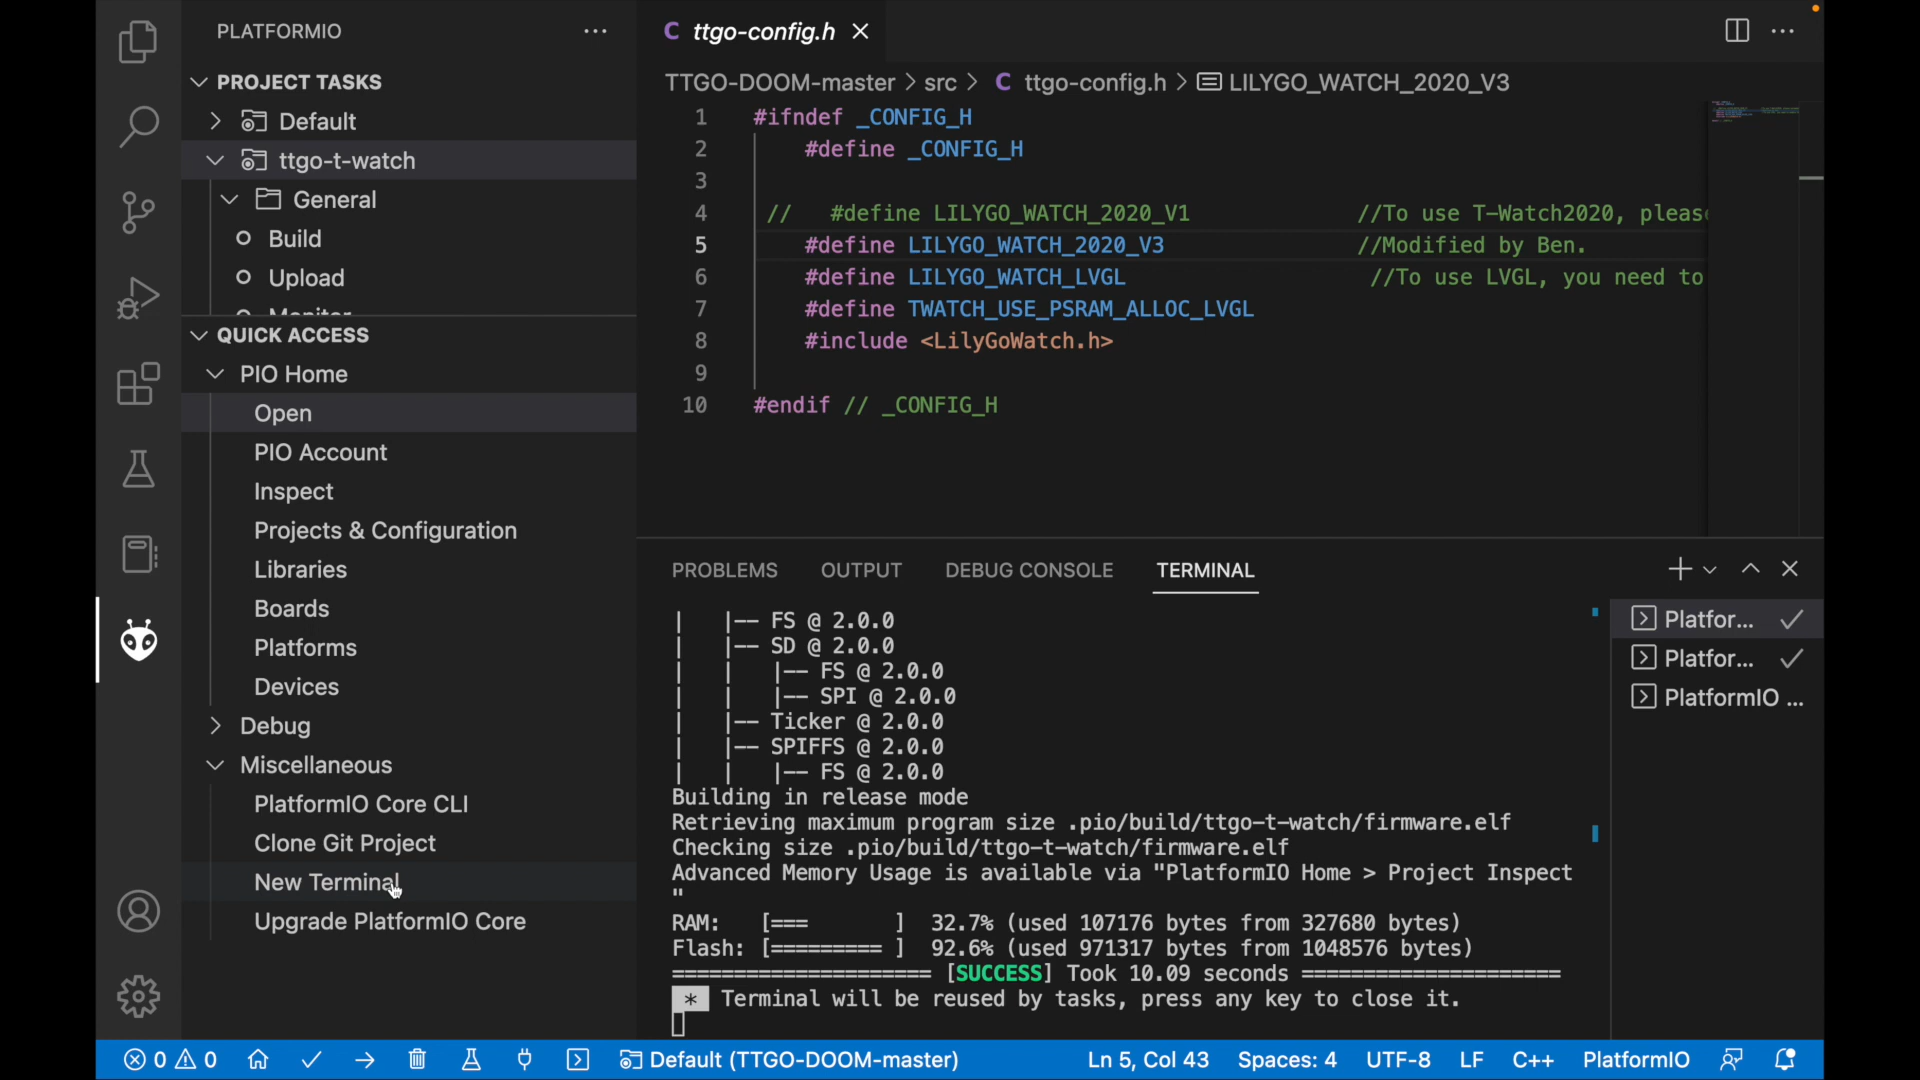 PLATFORMIO
PROJECT TASKS
Default
ttgo-t-watch
General
Build
Upload
Monitor
QUICK ACCESS
PIO Home
Open
PIO Account
Inspect
Projects & Configuration
Libraries
Boards
Platforms
Devices
Debug
Miscellaneous
PlatformIO Core CLI
Clone Git Project
New Terminal
Upgrade PlatformIO Core
C ttgo-config.h
TTGO-DOOM-master > src > C ttgo-config.h > LILYGO_WATCH_2020_V3
1 #ifndef _CONFIG_H
2 #define _CONFIG_H
3
4 // #define LILYGO_WATCH_2020_V1 //To use T-Watch2020, please
5 #define LILYGO_WATCH_2020_V3 //Modified by Ben.
6 #define LILYGO_WATCH_LVGL //To use LVGL, you need to
7 #define TWATCH_USE_PSRAM_ALLOC_LVGL
8 #include <LilyGoWatch.h>
9
10 #endif // _CONFIG_H
PROBLEMS OUTPUT DEBUG CONSOLE TERMINAL
| |-- FS @ 2.0.0
| |-- SD @ 2.0.0
| | |-- FS @ 2.0.0
| | |-- SPI @ 2.0.0
| |-- Ticker @ 2.0.0
| |-- SPIFFS @ 2.0.0
| | |-- FS @ 2.0.0
Building in release mode
Retrieving maximum program size .pio/build/ttgo-t-watch/firmware.elf
Checking size .pio/build/ttgo-t-watch/firmware.elf
Advanced Memory Usage is available via "PlatformIO Home > Project Inspect
"
RAM: [=== ] 32.7% (used 107176 bytes from 327680 bytes)
Flash: [========= ] 92.6% (used 971317 bytes from 1048576 bytes)
===================== [SUCCESS] Took 10.09 seconds =====================
* Terminal will be reused by tasks, press any key to close it.
Platfor...
Platfor...
PlatformIO ...
0 0 Default (TTGO-DOOM-master) Ln 5, Col 43 Spaces: 4 UTF-8 LF C++ PlatformIO